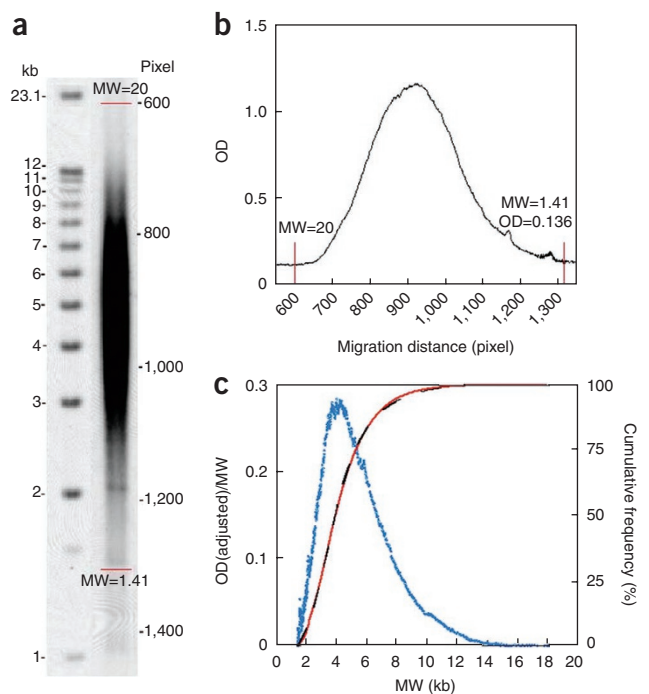 a
kb
Pixel
MW=20
23.1-
-600
12-
11-
10-
9-
8-
-800
7-
6-
5-
4-
-1,000
3-
-1,200
2-
MW=1.41
-1,400
1-
b
1.5
1.0
0.5
0
OD
MW=20
MW=1.41
OD=0.136
600 700 800 900 1,000 1,100 1,200 1,300
Migration distance (pixel)
c
0.3
0.2
0.1
0
OD(adjusted)/MW
100
75
50
25
0
Cumulative frequency (%)
0 2 4 6 8 10 12 14 16 18 20
MW (kb)